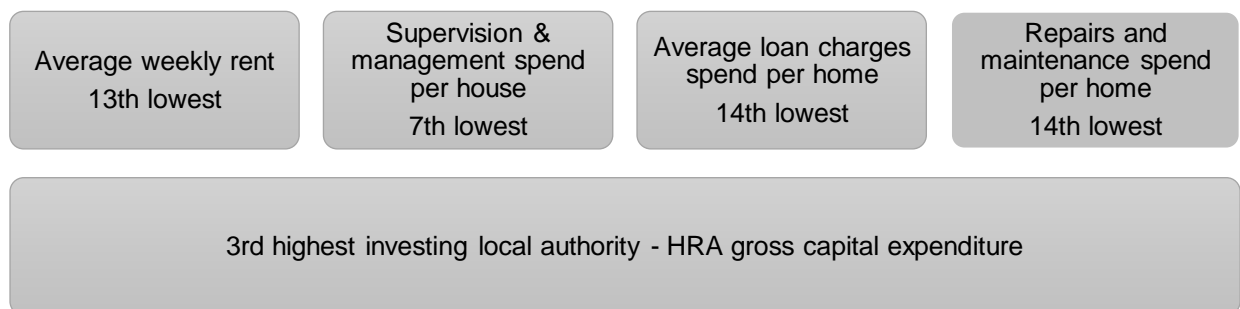 Average weekly rent
13th lowest
Supervision &
management spend
per house
7th lowest
Average loan charges
spend per home
14th lowest
Repairs and
maintenance spend
per home
14th lowest
3rd highest investing local authority - HRA gross capital expenditure